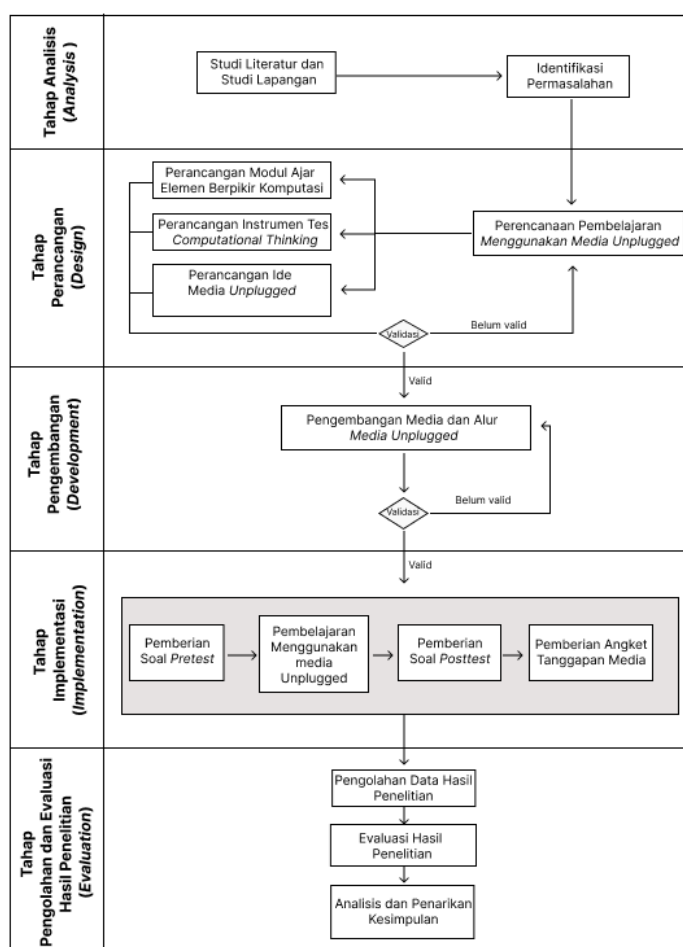 Tahap Analisis
(Analysis)
Studi Literatur dan
Studi Lapangan
Identifikasi
Permasalahan
Tahap
Perancangan
(Design)
Perancangan Modul Ajar
Elemen Berpikir Komputasi
Perancangan Instrumen Tes
Computational Thinking
Perancangan Ide
Media Unplugged
Perencanaan Pembelajaran
Menggunakan Media Unplugged
Validasi
Belum valid
Valid
Tahap
Pengembangan
(Development)
Pengembangan Media dan Alur
Media Unplugged
Validasi
Belum valid
Valid
Tahap
Implementasi
(Implementation)
Pemberian
Soal Pretest
Pembelajaran
Menggunakan
media
Unplugged
Pemberian
Soal Posttest
Pemberian Angket
Tanggapan Media
Tahap
Pengolahan dan Evaluasi
Hasil Penelitian
(Evaluation)
Pengolahan Data Hasil
Penelitian
Evaluasi Hasil
Penelitian
Analisis dan Penarikan
Kesimpulan